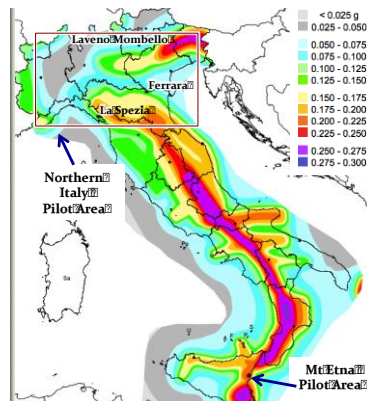 Laveno Mombello
Ferrara
La Spezia
Northern
Italy
Pilot Area
Mt Etna
Pilot Area
Sa
< 0.025 g
0.025 - 0.050
0.050 - 0.075
0.075 - 0.100
0.100 - 0.125
0.125 - 0.150
0.150 - 0.175
0.175 - 0.200
0.200 - 0.225
0.225 - 0.250
0.250 - 0.275
0.275 - 0.300